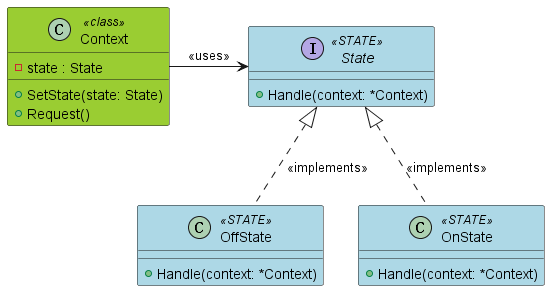 C «class»
Context
state : State
SetState(state: State)
Request()
«uses»
I «STATE»
State
Handle(context: *Context)
«implements»
«implements»
C «STATE»
OffState
Handle(context: *Context)
C «STATE»
OnState
Handle(context: *Context)